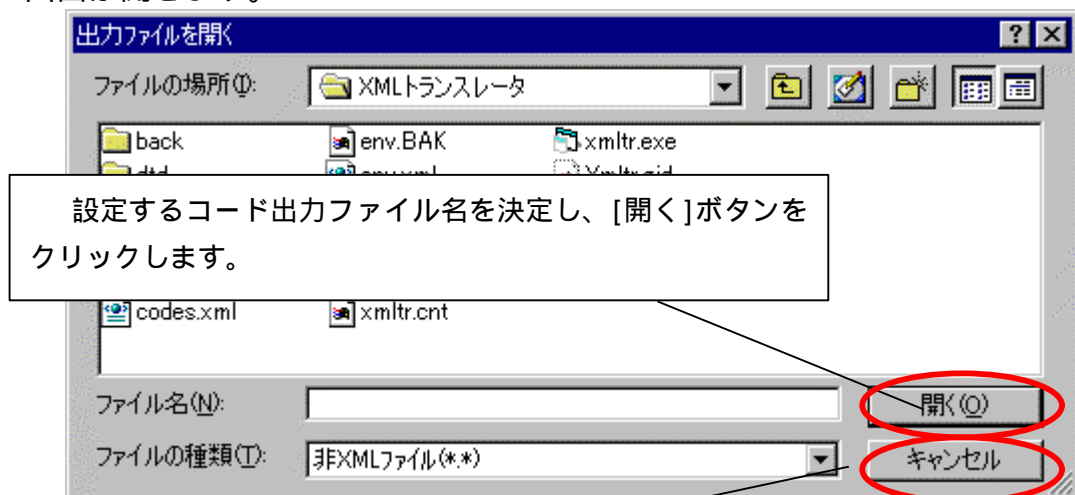 出力ファイルを開く
ファイルの場所(I):
XMLトランスレータ
back
env.BAK
xmltr.exe
設定するコード出力ファイル名を決定し、[開く]ボタンを
クリックします。
codes.xml
xmltr.cnt
ファイル名(N):
開く(O)
ファイルの種類(T):
非XMLファイル(*.*)
キャンセル